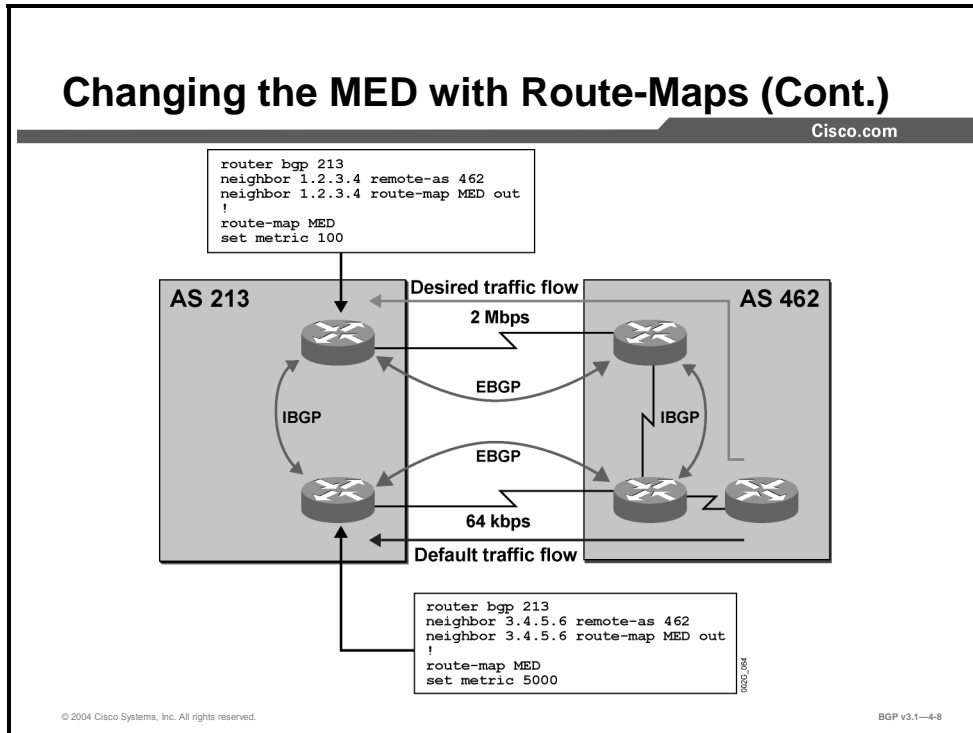 Changing the MED with Route-Maps (Cont.)
Cisco.com
router bgp 213
neighbor 1.2.3.4 remote-as 462
neighbor 1.2.3.4 route-map MED out
!
route-map MED
set metric 100
AS 213
Desired traffic flow
AS 462
2 Mbps
EBGP
IBGP
IBGP
EBGP
64 kbps
Default traffic flow
router bgp 213
neighbor 3.4.5.6 remote-as 462
neighbor 3.4.5.6 route-map MED out
!
route-map MED
set metric 5000
002G_064
© 2004 Cisco Systems, Inc. All rights reserved.
BGP v3.1—4-8